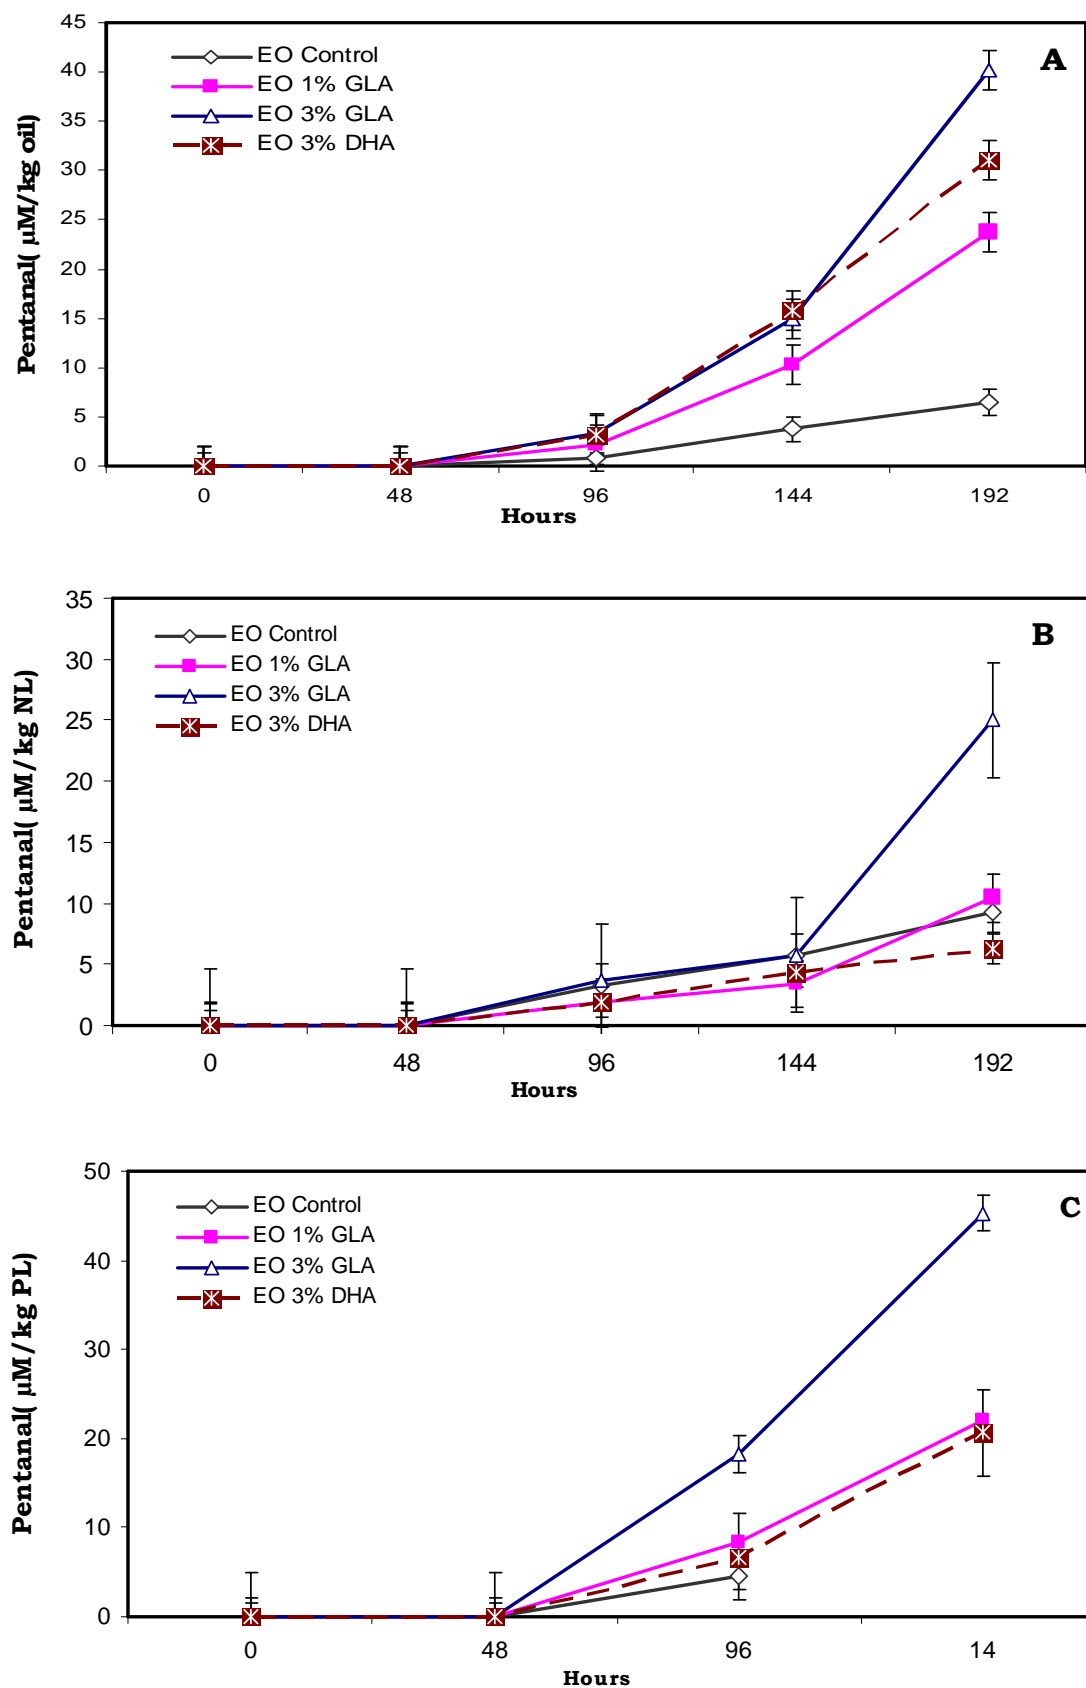 45
40
35
30
25
20
15
10
5
0
Pentanal( µM/kg oil)
EO Control
EO 1% GLA
EO 3% GLA
EO 3% DHA
A
0 48 96 144 192
Hours
35
30
25
20
15
10
5
0
Pentanal( µM/kg NL)
EO Control
EO 1% GLA
EO 3% GLA
EO 3% DHA
B
0 48 96 144 192
Hours
50
40
30
20
10
0
Pentanal( µM/kg PL)
EO Control
EO 1% GLA
EO 3% GLA
EO 3% DHA
C
0 48 96 14
Hours